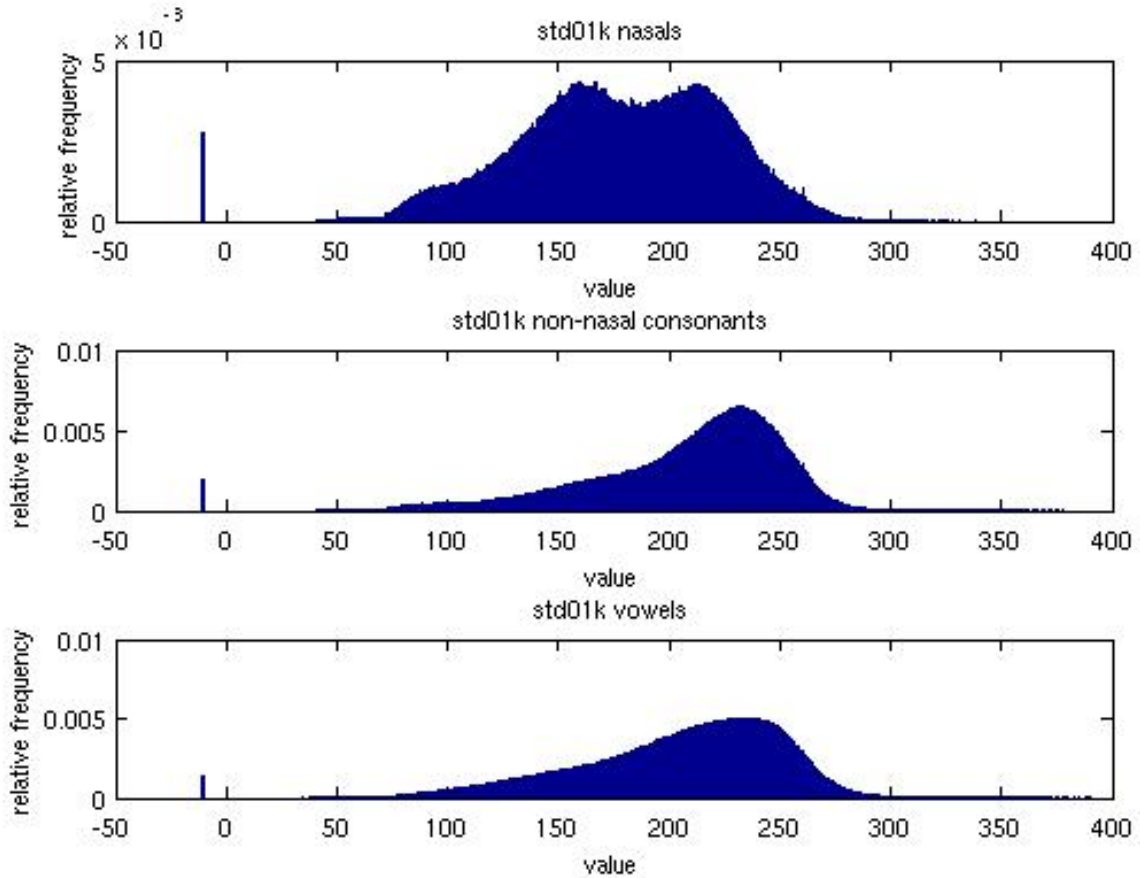 × 10⁻³
std01k nasals
relative frequency
5
0
-50 0 50 100 150 200 250 300 350 400
value
std01k non-nasal consonants
relative frequency
0.01
0.005
0
-50 0 50 100 150 200 250 300 350 400
value
std01k vowels
relative frequency
0.01
0.005
0
-50 0 50 100 150 200 250 300 350 400
value